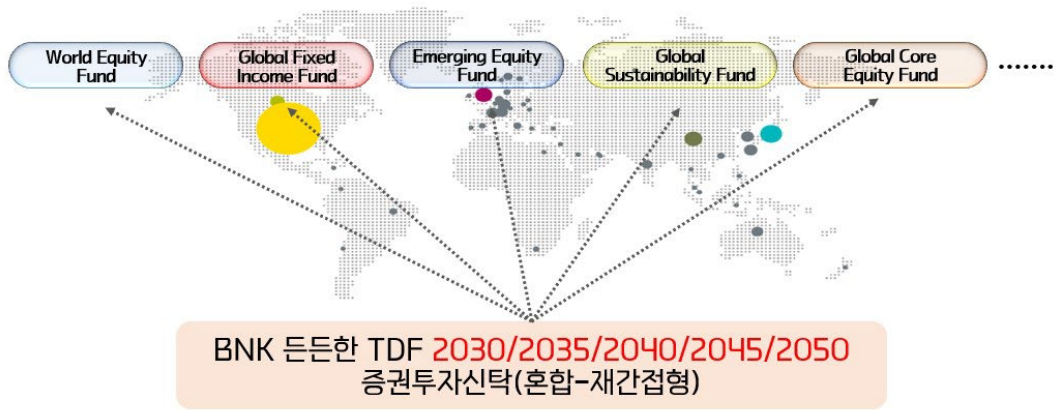 World Equity
Fund
Global Fixed
Income Fund
Emerging Equity
Fund
Global
Sustainability Fund
Global Core
Equity Fund
.......
BNK 든든한 TDF 2030/2035/2040/2045/2050
증권투자신탁(혼합-재간접형)